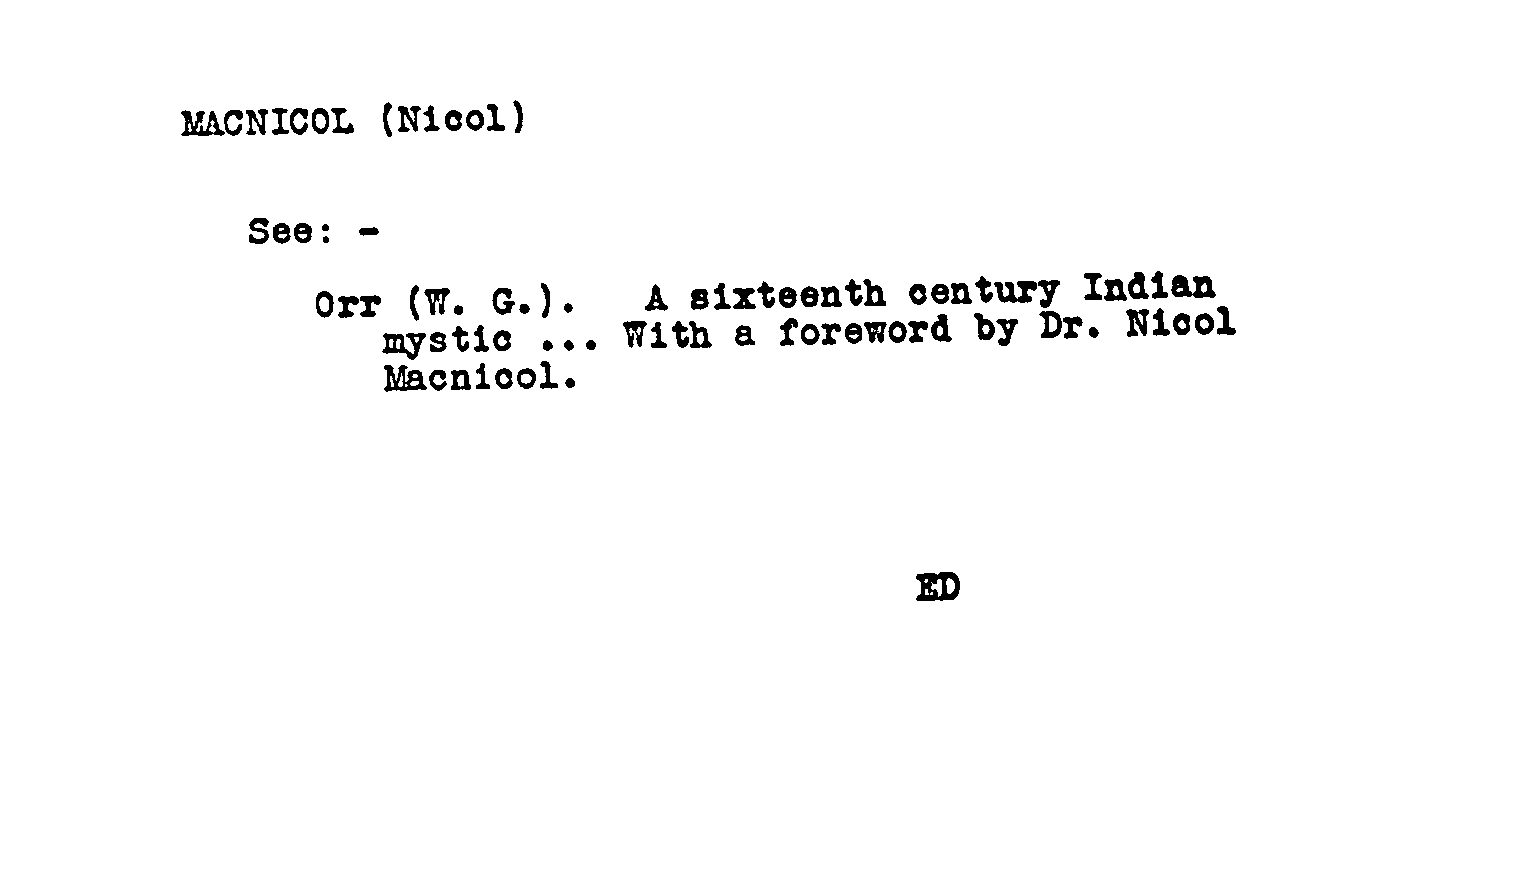 MACNICOL (Nicol)
See: -
Orr (W. G.). A sixteenth century Indian
mystic ... With a foreword by Dr. Nicol
Macnicol.
ED